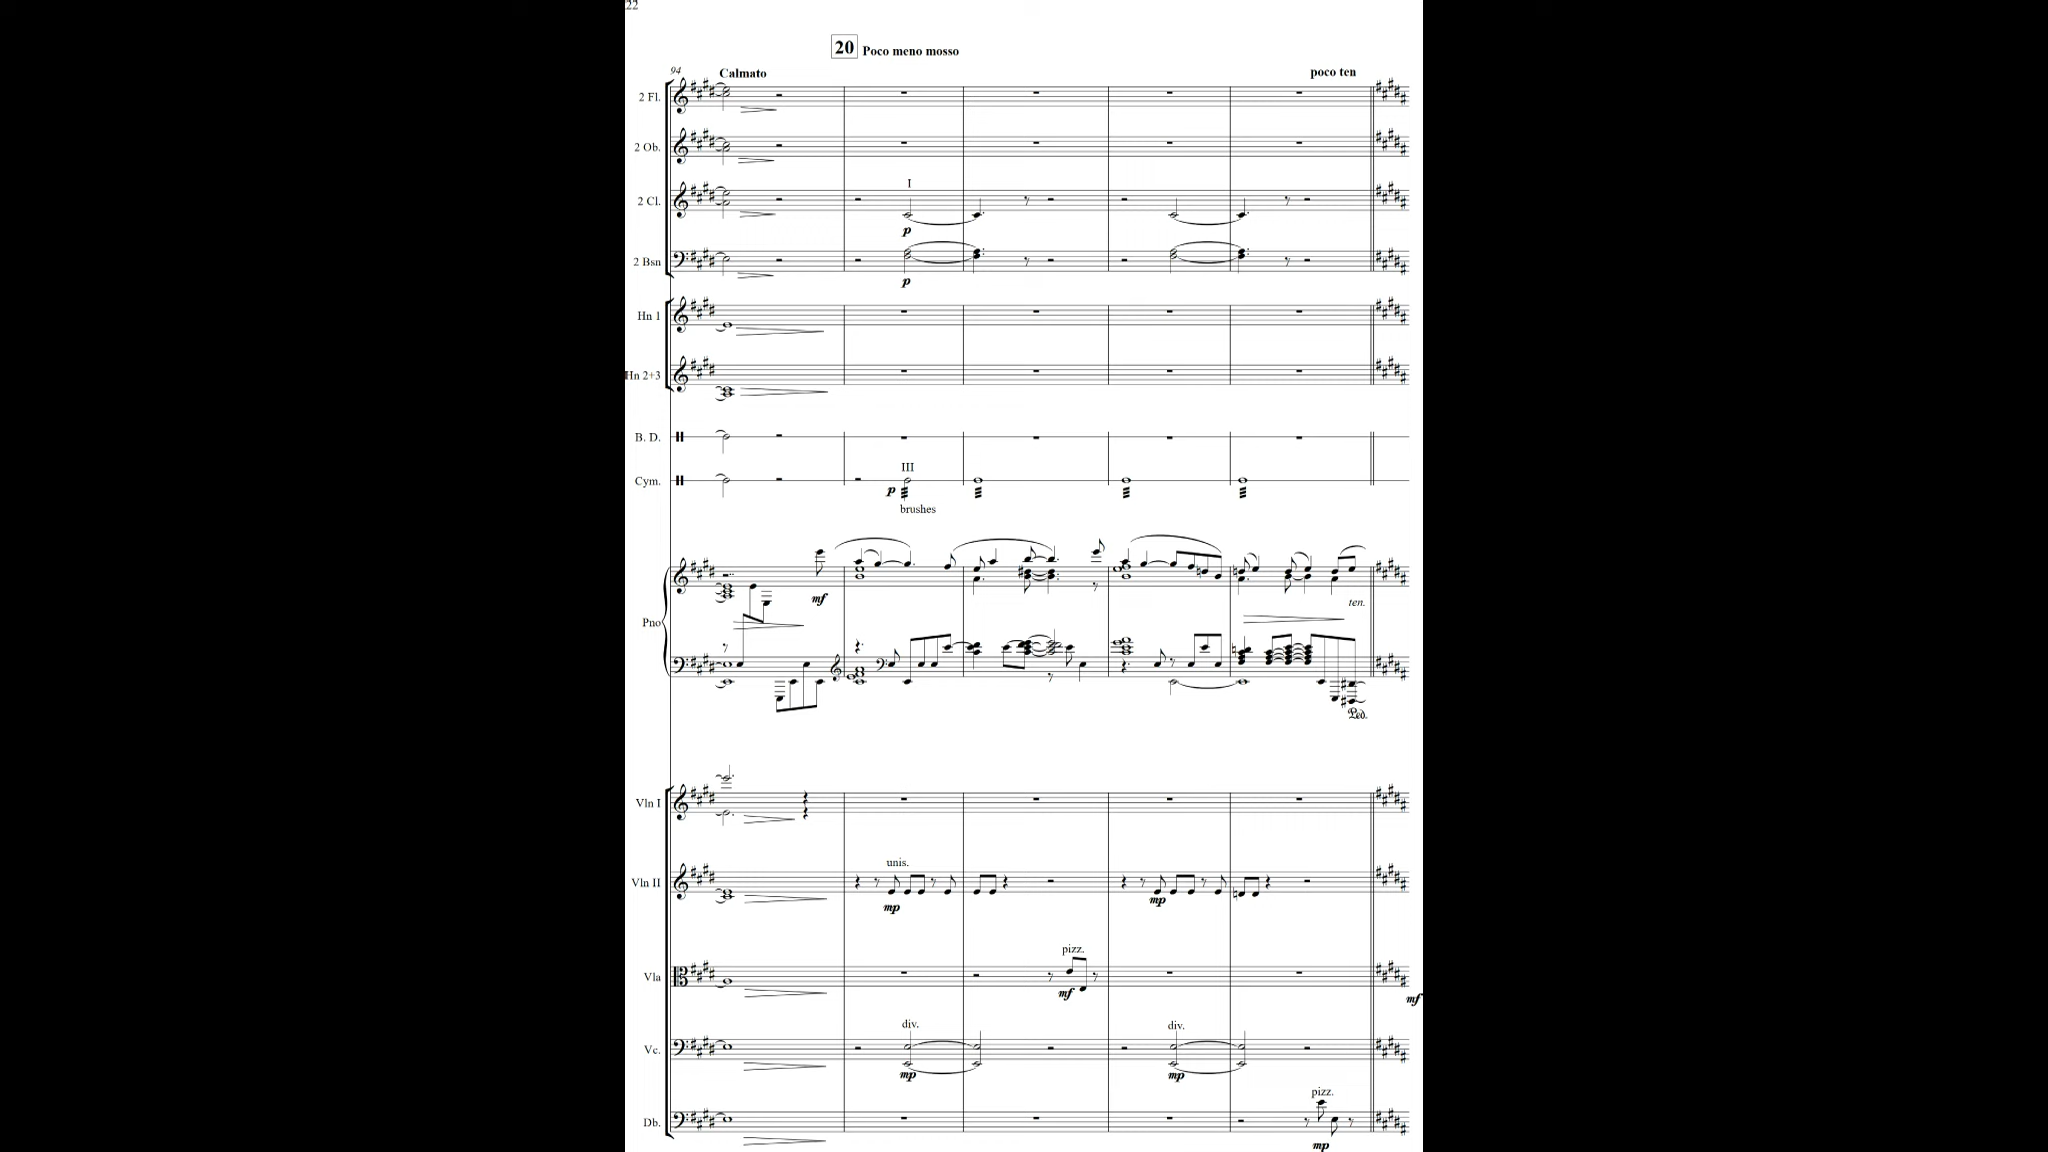 22
20 Poco meno mosso
94 Calmato poco ten
2 Fl.
2 Ob.
I
2 Cl.
p
2 Bsn
p
Hn 1
Hn 2+3
B. D.
III
Cym.
p
brushes
mf
ten.
Pno
Ped.
Vln I
unis.
Vln II
mp mp
pizz.
Vla
mf mf
div. div.
Vc.
mp mp
pizz.
Db.
mp